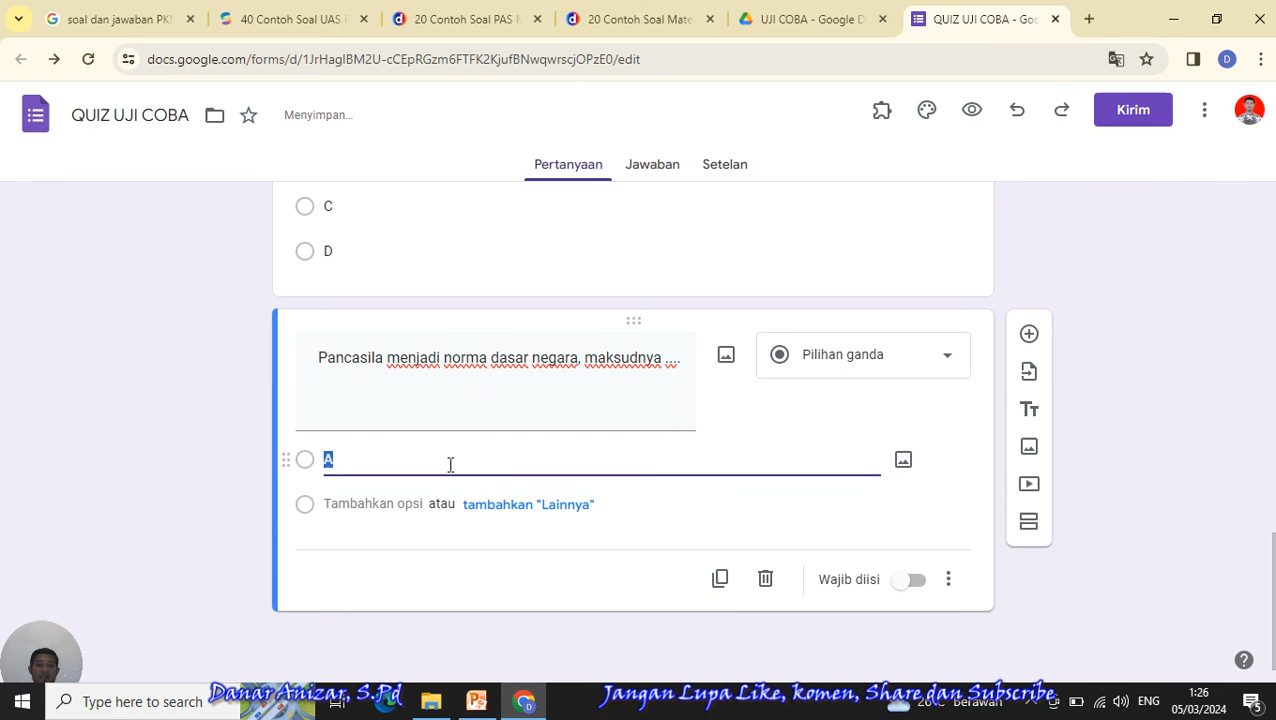 soal dan jawaban PKN
40 Contoh Soal UAS P
20 Contoh Soal PAS M
20 Contoh Soal Mate
UJI COBA - Google D
QUIZ UJI COBA - Goo
docs.google.com/forms/d/1JrHagIBM2U-cCEpRGzm6FTFK2KjufBNwqwrscjOPzE0/edit
D
QUIZ UJI COBA
Menyimpan...
Kirim
Pertanyaan
Jawaban
Setelan
C
D
Pancasila menjadi norma dasar negara, maksudnya ....
Pilihan ganda
A
Tambahkan opsi atau tambahkan "Lainnya"
Wajib diisi
Type here to search
Danar Anizar, S.Pd
Jangan Lupa Like, komen, Share dan Subscribe
Berawan
ENG
1:26
05/03/2024
5